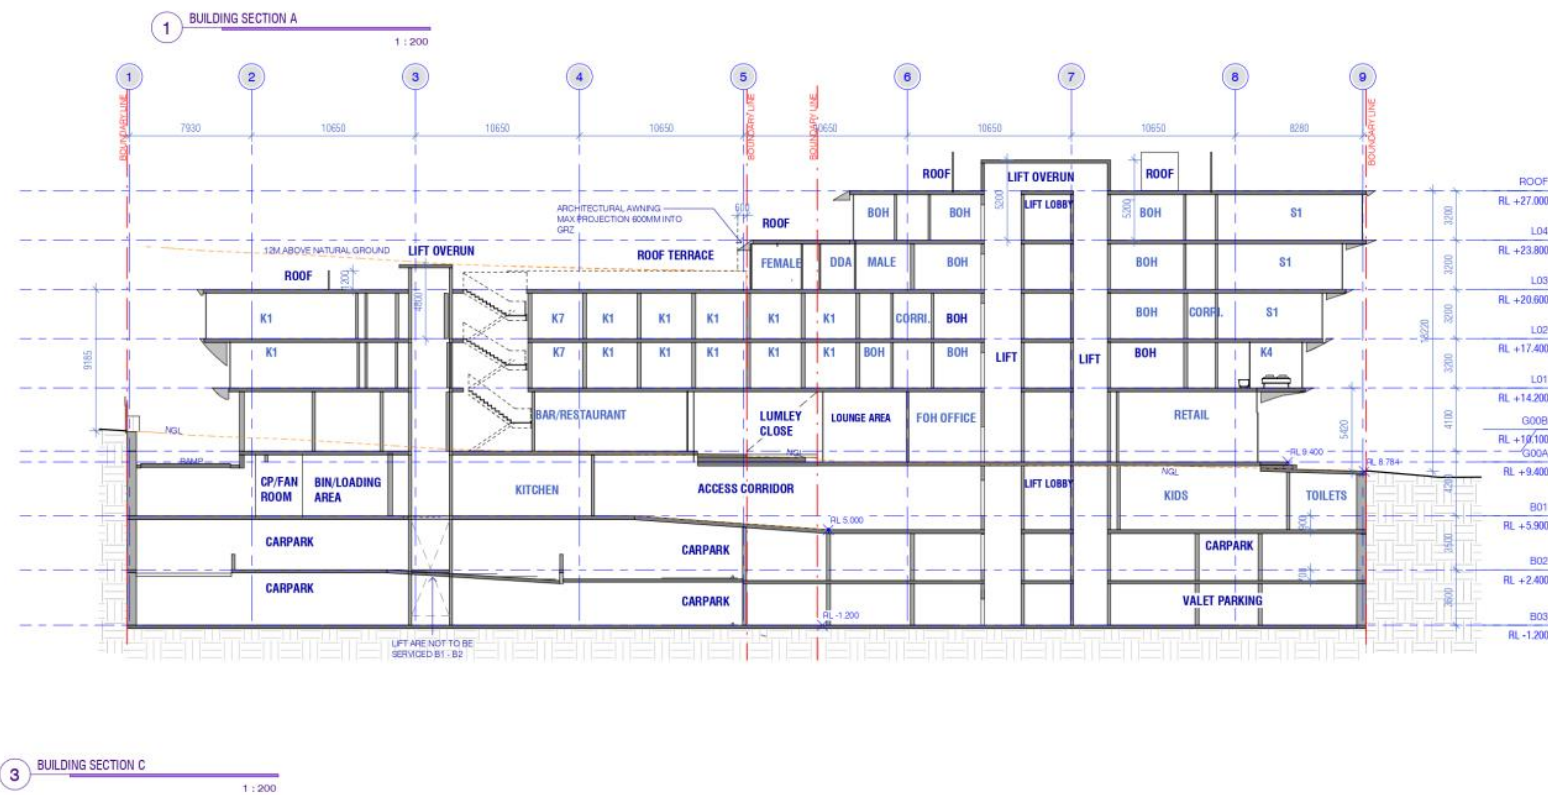 1
BUILDING SECTION A
1 : 200
1 2 3 4 5 6 7 8 9
BOUNDARY LINE
BOUNDARY LINE
BOUNDARY LINE
BOUNDARY LINE
7930 10650 10650 10650 10650 10650 10650 8280
ROOF
LIFT OVERUN
ROOF
ROOF
RL +27.000
ARCHITECTURAL AWNING
MAX PROJECTION 600MM INTO
GRZ
600
ROOF
BOH
BOH
5200
LIFT LOBBY
5200
BOH
S1
3200
L04
RL +23.800
12M ABOVE NATURAL GROUND
LIFT OVERUN
ROOF TERRACE
FEMALE
DDA
MALE
BOH
BOH
S1
3200
ROOF
1200
L03
RL +20.600
K1
4800
K7
K1
K1
K1
K1
K1
CORRI.
BOH
BOH
CORRI.
S1
3200
L02
RL +17.400
9185
K1
K7
K1
K1
K1
K1
K1
BOH
BOH
LIFT
LIFT
BOH
K4
3200
L01
RL +14.200
BAR/RESTAURANT
LUMLEY
CLOSE
LOUNGE AREA
FOH OFFICE
RETAIL
5420
4100
G00B
RL +10.100
NGL
NGL
RL 9.400
G00A
RAMP
NGL
RL 8.784
RL +9.400
CP/FAN
ROOM
BIN/LOADING
AREA
KITCHEN
ACCESS CORRIDOR
LIFT LOBBY
KIDS
TOILETS
B01
RL 5.000
RL +5.900
CARPARK
CARPARK
CARPARK
3500
B02
RL +2.400
CARPARK
CARPARK
VALET PARKING
3600
B03
RL -1.200
RL -1.200
LIFT ARE NOT TO BE
SERVICED B1 - B2
3
BUILDING SECTION C
1 : 200